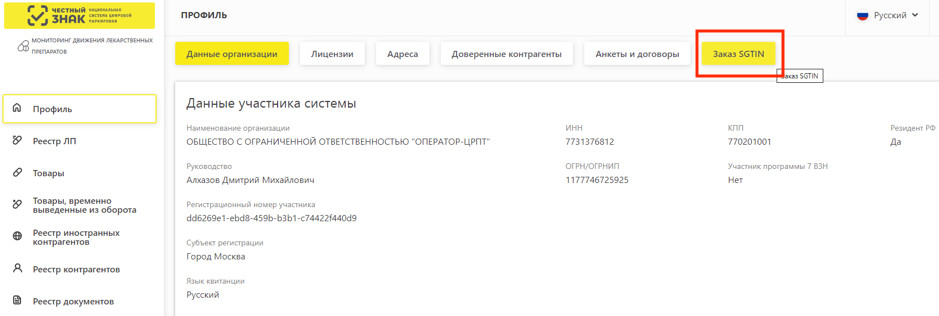 ЧЕСТНЫЙ ЗНАК
НАЦИОНАЛЬНАЯ
СИСТЕМА ЦИФРОВОЙ
МАРКИРОВКИ
ПРОФИЛЬ
Русский
МОНИТОРИНГ ДВИЖЕНИЯ ЛЕКАРСТВЕННЫХ
ПРЕПАРАТОВ
Данные организации
Лицензии
Адреса
Доверенные контрагенты
Анкеты и договоры
Заказ SGTIN
Заказ SGTIN
Профиль
Реестр ЛП
Товары
Товары, временно
выведенные из оборота
Реестр иностранных
контрагентов
Реестр контрагентов
Реестр документов
Данные участника системы
Наименование организации
ОБЩЕСТВО С ОГРАНИЧЕННОЙ ОТВЕТСТВЕННОСТЬЮ "ОПЕРАТОР-ЦРПТ"
ИНН
7731376812
КПП
770201001
Резидент РФ
Да
Руководство
Алхазов Дмитрий Михайлович
ОГРН/ОГРНИП
1177746725925
Участник программы 7 ВЗН
Нет
Регистрационный номер участника
dd6269e1-ebd8-459b-b3b1-c74422f440d9
Субъект регистрации
Город Москва
Язык квитанции
Русский